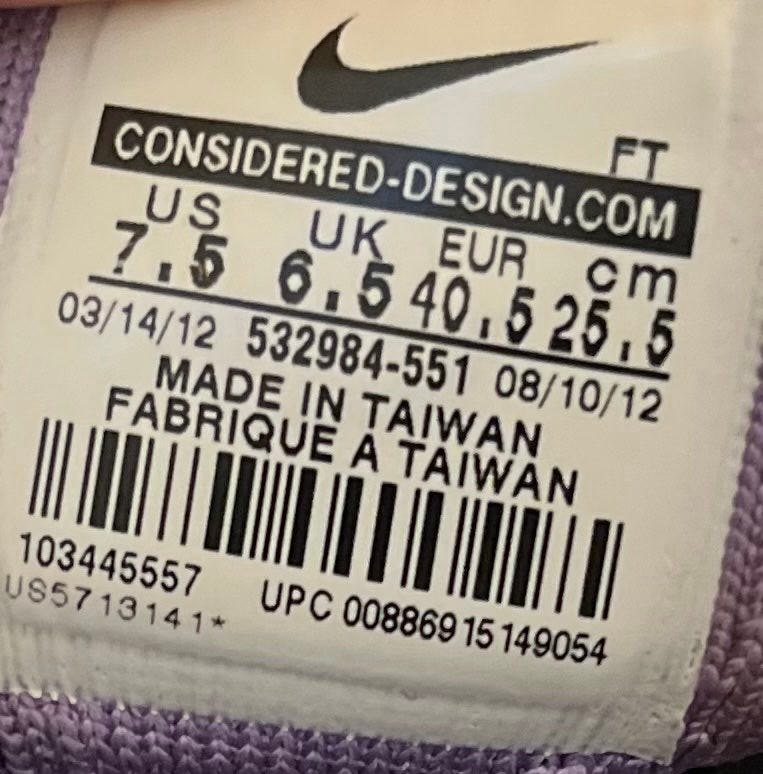 FT
CONSIDERED-DESIGN.COM
US UK EUR cm
7.5 6.5 40.5 25.5
03/14/12 532984-551 08/10/12
MADE IN TAIWAN
FABRIQUE A TAIWAN
103445557 UPC 00886915149054
US5713141*